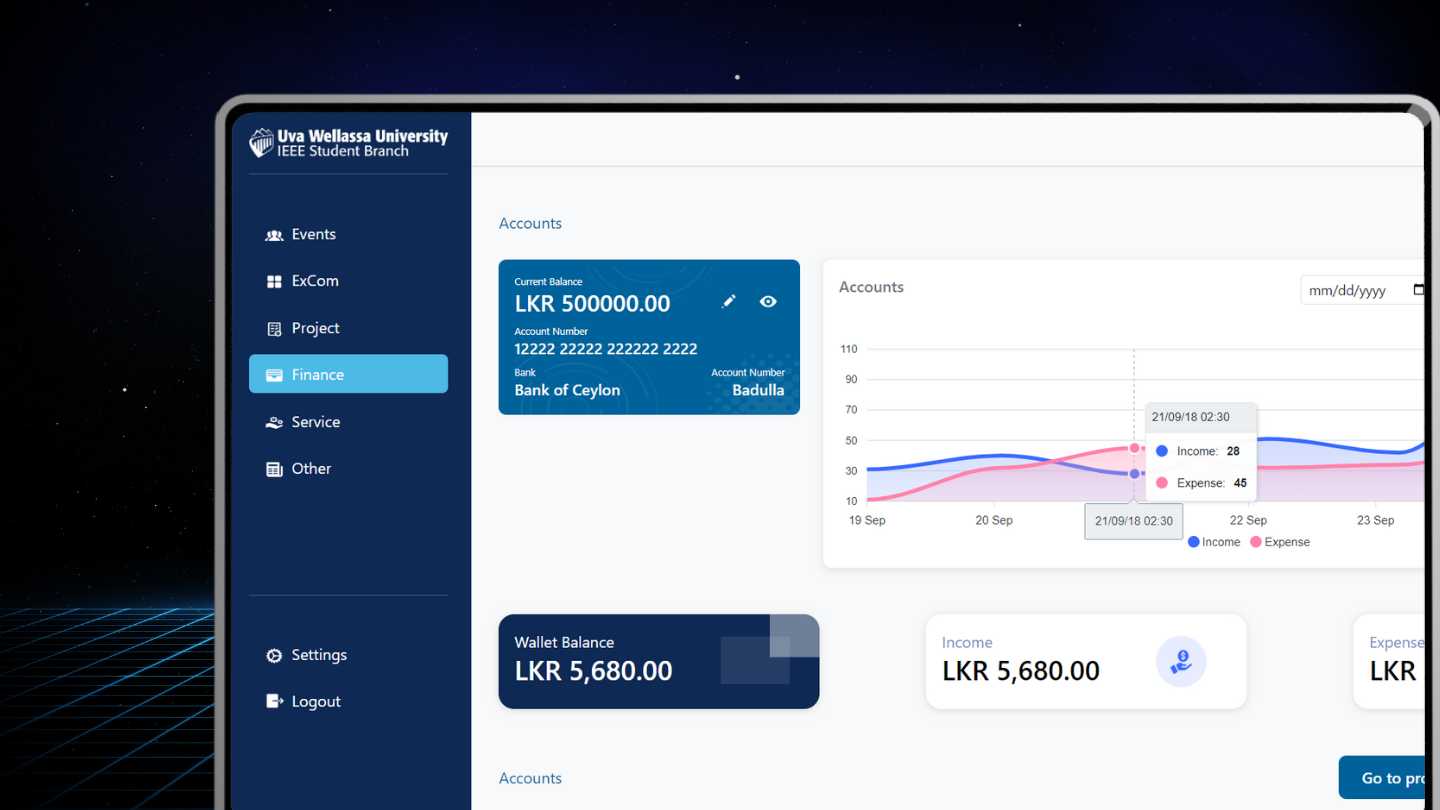 Uva Wellassa University
IEEE Student Branch
Events
ExCom
Project
Finance
Service
Other
Settings
Logout
Accounts
Current Balance
LKR 500000.00
Account Number
12222 22222 222222 2222
Bank Account Number
Bank of Ceylon Badulla
Accounts
mm/dd/yyyy
110
90
70
50
30
10
21/09/18 02:30
Income: 28
Expense: 45
19 Sep 20 Sep 21/09/18 02:30 22 Sep 23 Sep
Income Expense
Wallet Balance
LKR 5,680.00
Income
LKR 5,680.00
Expense
LKR
Accounts
Go to pro